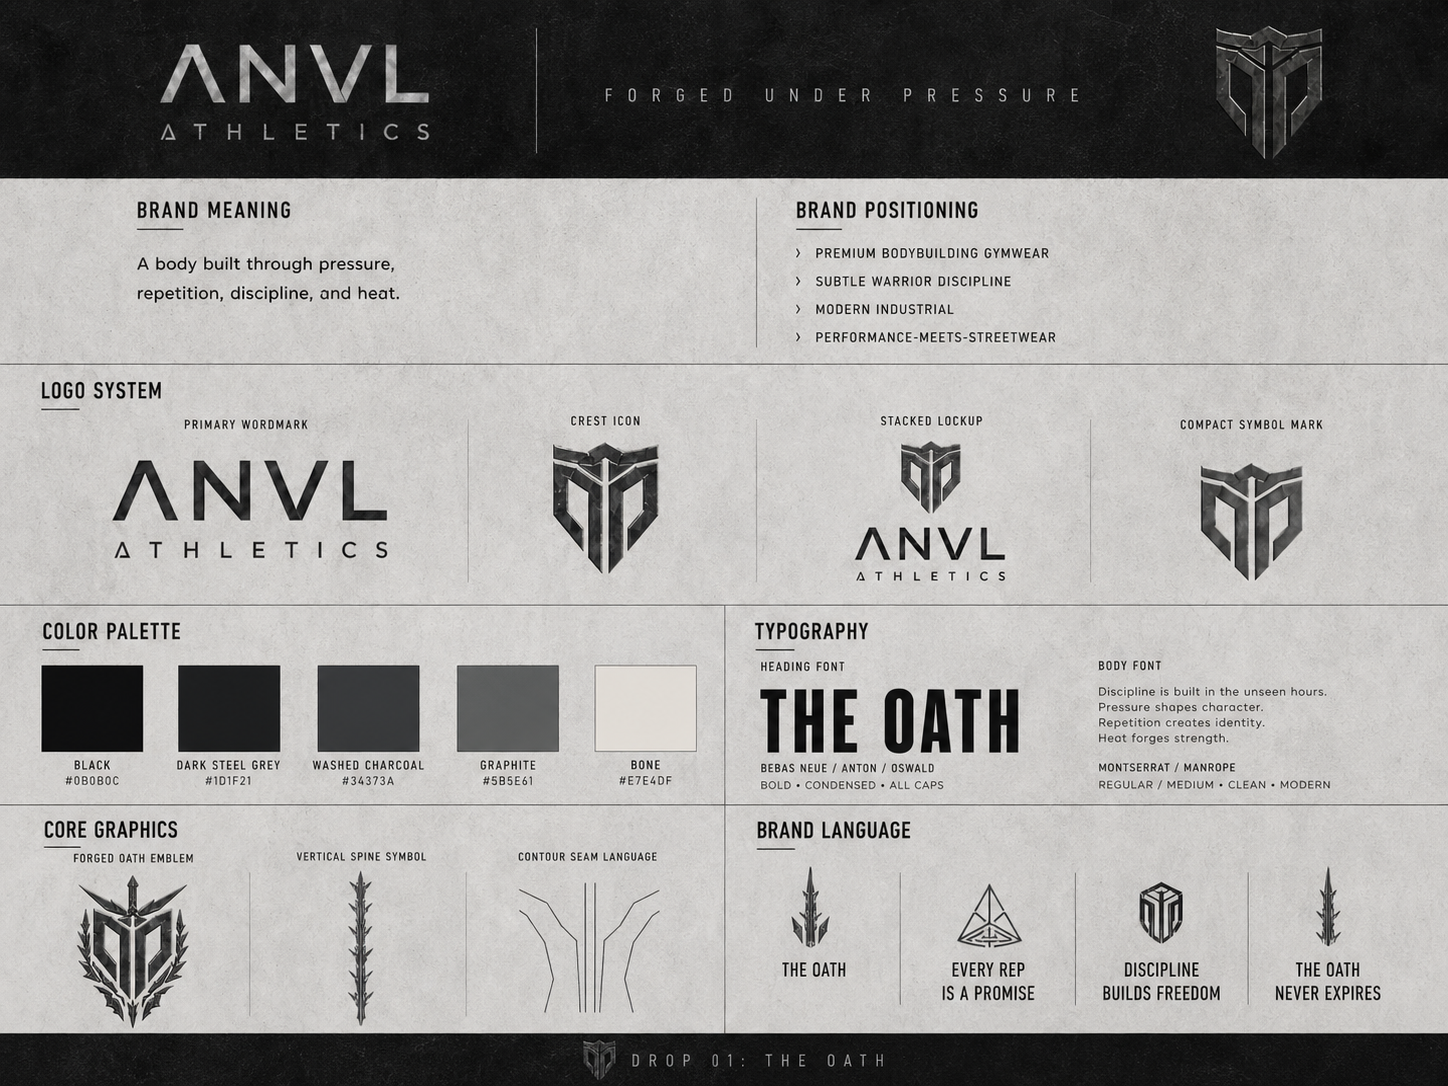 ANVL
ATHLETICS
FORGED UNDER PRESSURE
BRAND MEANING
A body built through pressure,
repetition, discipline, and heat.
BRAND POSITIONING
› PREMIUM BODYBUILDING GYMWEAR
› SUBTLE WARRIOR DISCIPLINE
› MODERN INDUSTRIAL
› PERFORMANCE-MEETS-STREETWEAR
LOGO SYSTEM
PRIMARY WORDMARK
ANVL
ATHLETICS
CREST ICON
STACKED LOCKUP
ANVL
ATHLETICS
COMPACT SYMBOL MARK
COLOR PALETTE
BLACK
#0B0B0C
DARK STEEL GREY
#1D1F21
WASHED CHARCOAL
#34373A
GRAPHITE
#5B5E61
BONE
#E7E4DF
TYPOGRAPHY
HEADING FONT
THE OATH
BEBAS NEUE / ANTON / OSWALD
BOLD • CONDENSED • ALL CAPS
BODY FONT
Discipline is built in the unseen hours.
Pressure shapes character.
Repetition creates identity.
Heat forges strength.
MONTSERRAT / MANROPE
REGULAR / MEDIUM • CLEAN • MODERN
CORE GRAPHICS
FORGED OATH EMBLEM
VERTICAL SPINE SYMBOL
CONTOUR SEAM LANGUAGE
BRAND LANGUAGE
THE OATH
EVERY REP
IS A PROMISE
DISCIPLINE
BUILDS FREEDOM
THE OATH
NEVER EXPIRES
DROP 01: THE OATH